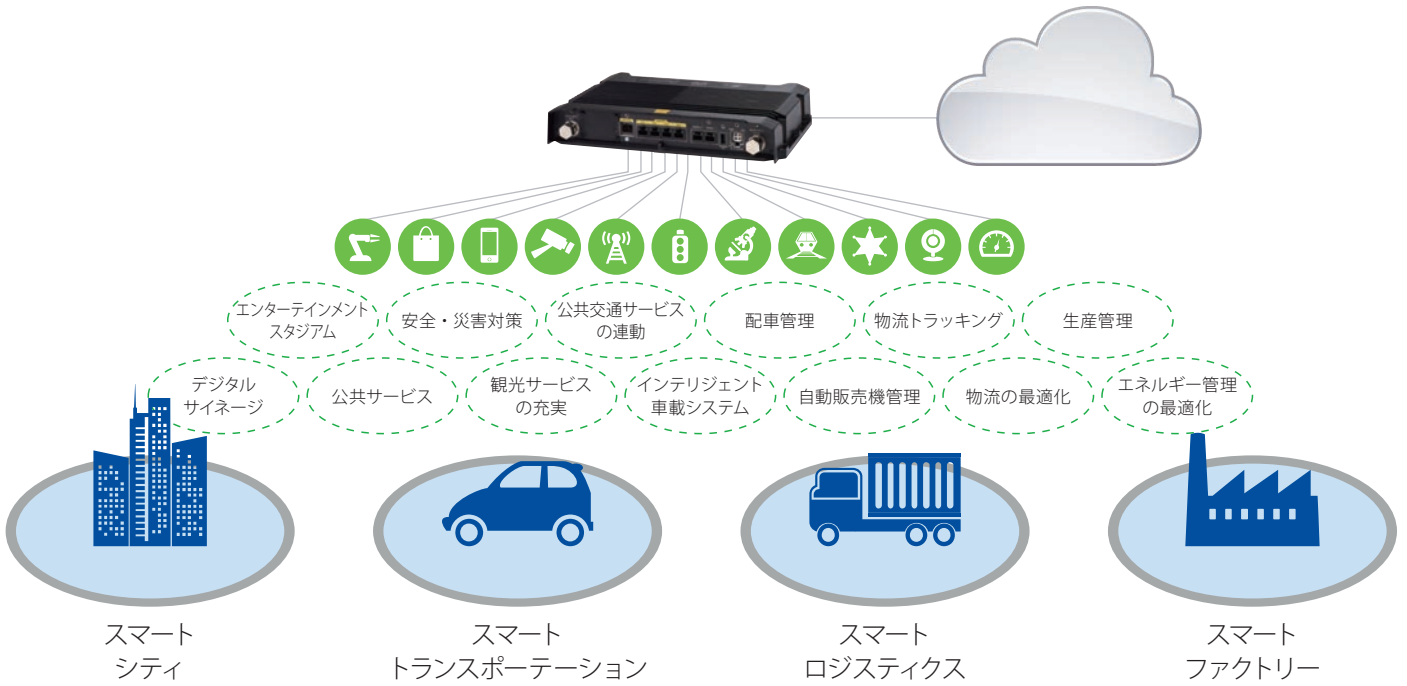 エンターテインメント
スタジアム
安全・災害対策
公共交通サービス
の連動
配車管理
物流トラッキング
生産管理
デジタル
サイネージ
公共サービス
観光サービス
の充実
インテリジェント
車載システム
自動販売機管理
物流の最適化
エネルギー管理
の最適化
スマート
シティ
スマート
トランスポーテーション
スマート
ロジスティクス
スマート
ファクトリー